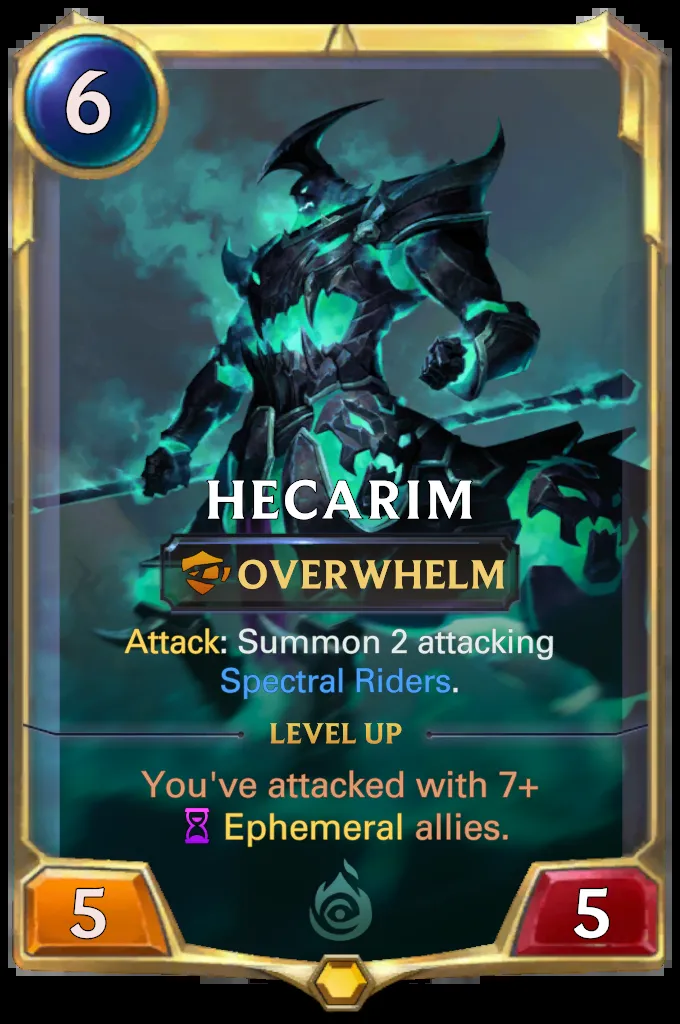 6
HECARIM
OVERWHELM
Attack: Summon 2 attacking
Spectral Riders.
LEVEL UP
You've attacked with 7+
Ephemeral allies.
5
5